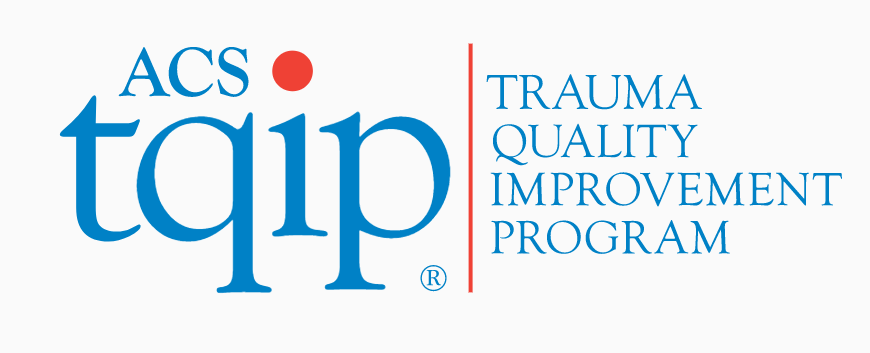 ACS
tqip®
TRAUMA
QUALITY
IMPROVEMENT
PROGRAM